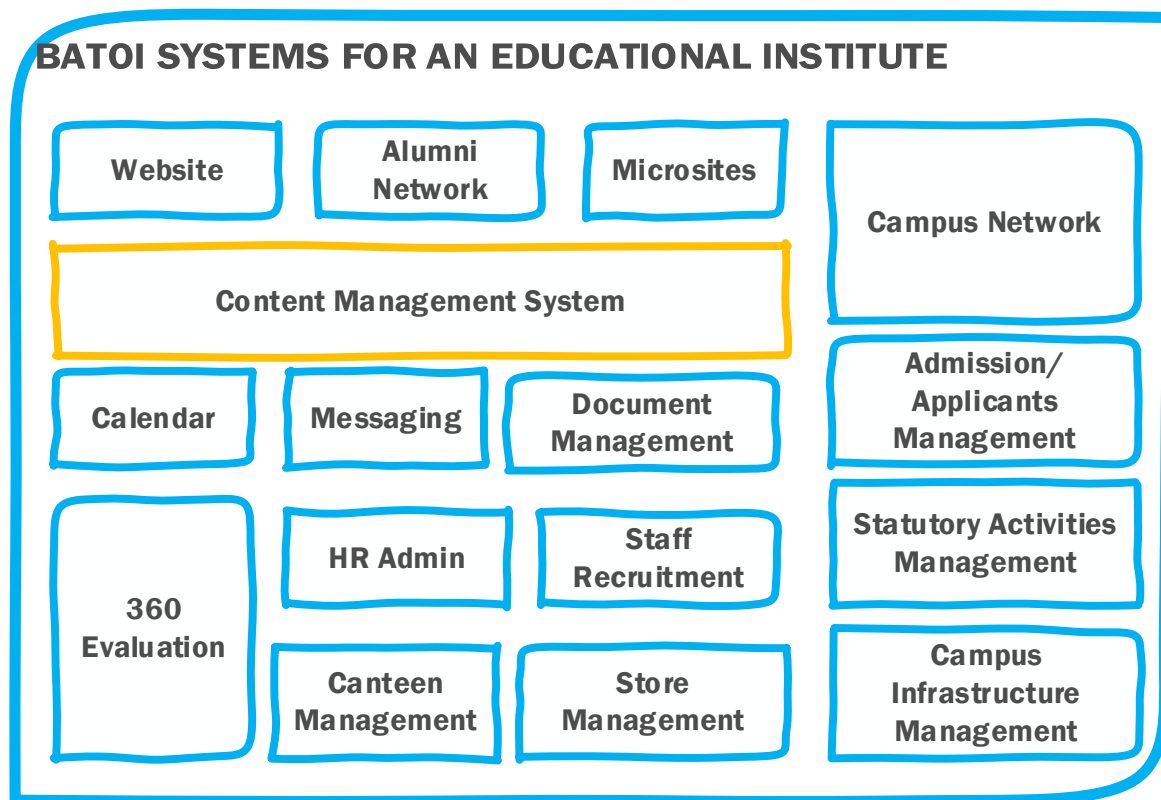 BATOI SYSTEMS FOR AN EDUCATIONAL INSTITUTE
Website
Alumni
Network
Microsites
Campus Network
Content Management System
Admission/
Applicants
Management
Calendar
Messaging
Document
Management
Statutory Activities
Management
360
Evaluation
HR Admin
Staff
Recruitment
Canteen
Management
Store
Management
Campus
Infrastructure
Management